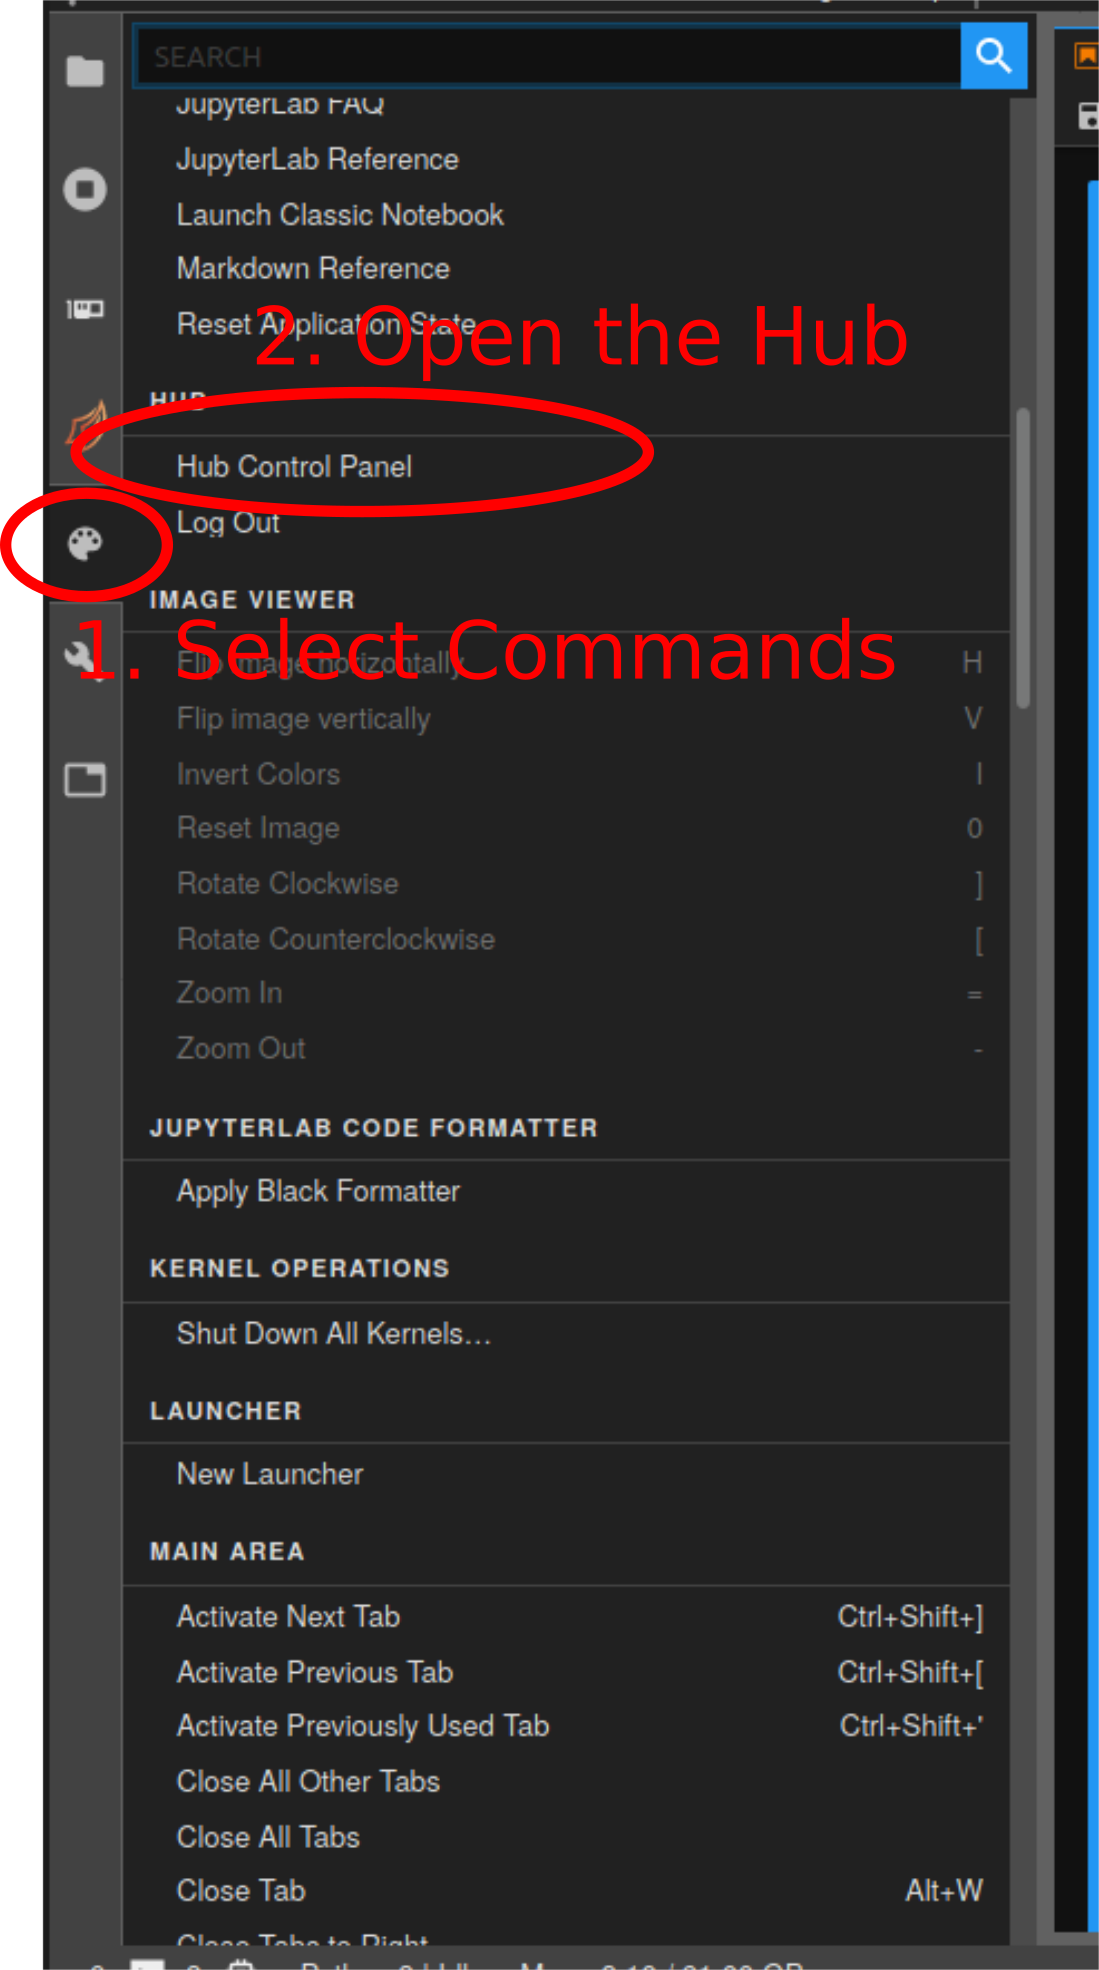 SEARCH
JupyterLab FAQ
JupyterLab Reference
Launch Classic Notebook
Markdown Reference
Reset Application State
2. Open the Hub
HUB
Hub Control Panel
Log Out
IMAGE VIEWER
1. Select Commands
Flip image horizontally H
Flip image vertically V
Invert Colors I
Reset Image 0
Rotate Clockwise ]
Rotate Counterclockwise [
Zoom In =
Zoom Out -
JUPYTERLAB CODE FORMATTER
Apply Black Formatter
KERNEL OPERATIONS
Shut Down All Kernels…
LAUNCHER
New Launcher
MAIN AREA
Activate Next Tab Ctrl+Shift+]
Activate Previous Tab Ctrl+Shift+[
Activate Previously Used Tab Ctrl+Shift+'
Close All Other Tabs
Close All Tabs
Close Tab Alt+W
Close Tabs to Right